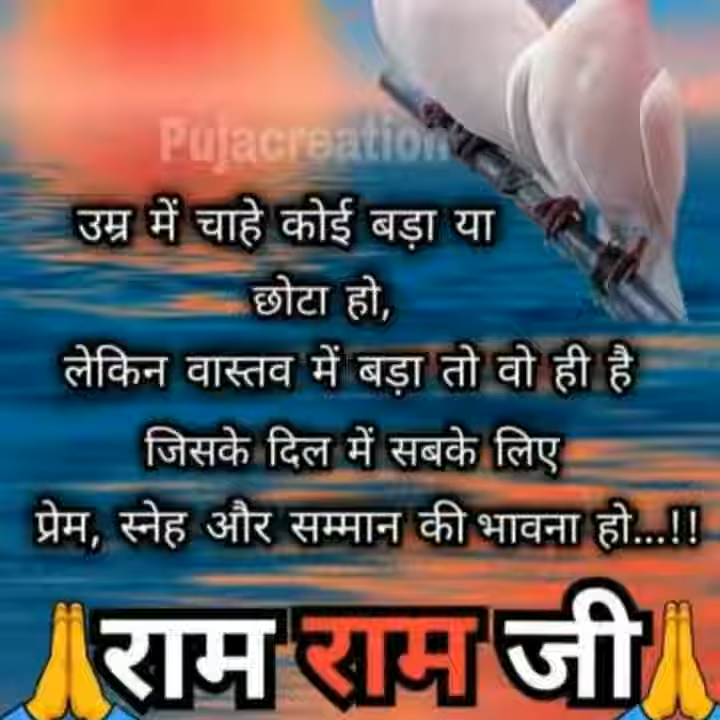 Pujacreation
उम्र में चाहे कोई बड़ा या
छोटा हो,
लेकिन वास्तव में बड़ा तो वो ही है
जिसके दिल में सबके लिए
प्रेम, स्नेह और सम्मान की भावना हो...!!
🙏राम राम जी🙏